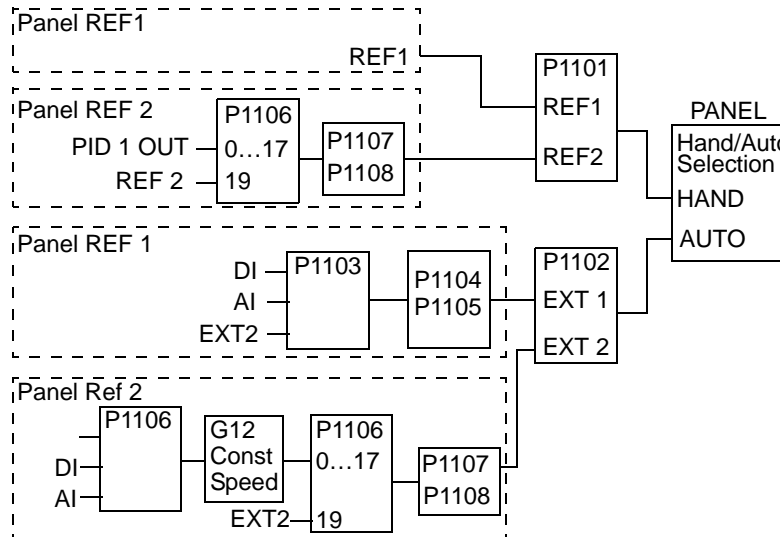 Panel REF1
REF1
Panel REF 2
P1106
PID 1 OUT
0...17
REF 2
19
P1107
P1108
P1101
REF1
REF2
PANEL
Hand/Auto
Selection
HAND
AUTO
Panel REF 1
DI
AI
EXT2
P1103
P1104
P1105
P1102
EXT 1
EXT 2
Panel Ref 2
P1106
DI
AI
G12
Const
Speed
P1106
0...17
EXT2
19
P1107
P1108